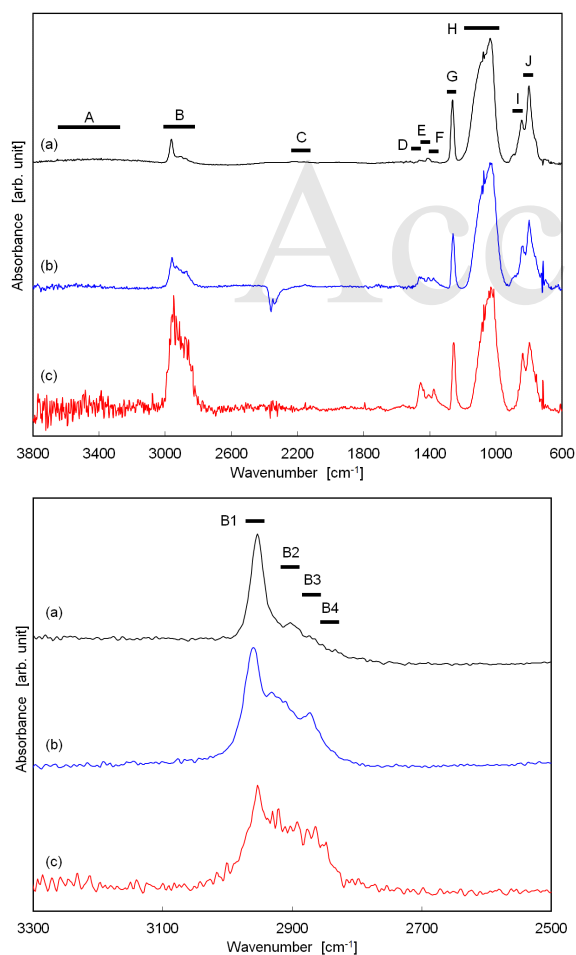 H
G
J
A
B
C
D
E
F
I
(a)
(b)
(c)
Acc
Absorbance [arb. unit]
3800 3400 3000 2600 2200 1800 1400 1000 600
Wavenumber [cm-1]
B1
B2
B3
B4
(a)
(b)
(c)
Absorbance [arb. unit]
3300 3100 2900 2700 2500
Wavenumber [cm-1]